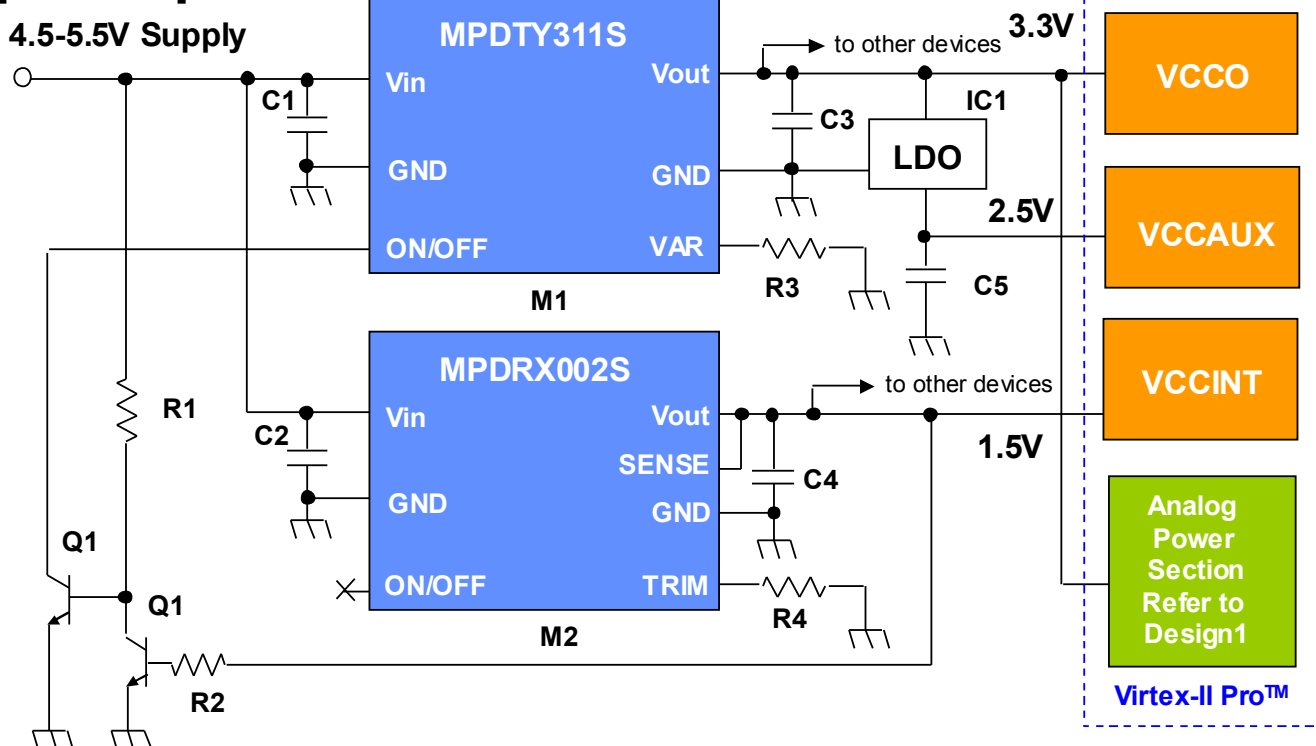 4.5-5.5V Supply
MPDTY311S
Vin
Vout
GND
GND
ON/OFF
VAR
M1
C1
C3
to other devices
3.3V
IC1
LDO
2.5V
C5
R3
VCCO
VCCAUX
VCCINT
R1
C2
MPDRX002S
Vin
Vout
SENSE
GND
GND
ON/OFF
TRIM
M2
C4
to other devices
1.5V
R4
Q1
Q1
R2
Analog
Power
Section
Refer to
Design1
Virtex-II Pro™